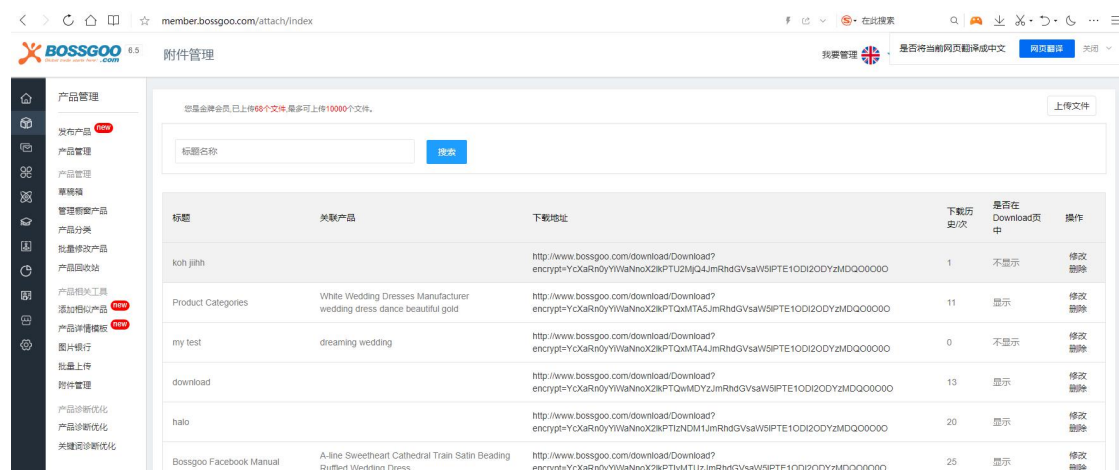 member.bossgoo.com/attach/index
在此搜索
BOSSGOO 6.5
.com
附件管理
我要管理
是否将当前网页翻译成中文
网页翻译
关闭
产品管理
发布产品 new
产品管理
产品管理
草稿箱
管理橱窗产品
产品分类
批量修改产品
产品回收站
产品相关工具
添加相似产品 new
产品详情模板 new
图片银行
批量上传
附件管理
产品诊断优化
产品诊断优化
关键词诊断优化
您是金牌会员,已上传68个文件,最多可上传10000个文件。
上传文件
标题名称
搜索
标题 关联产品 下载地址 下载历史/次 是否在Download页中 操作
koh jiihh
http://www.bossgoo.com/download/Download?
encrypt=YcXaRn0yYiWaNnoX2lkPTU2MjQ4JmRhdGVsaW5lPTE1ODI2ODYzMDQO0O0O
1 不显示 修改 删除
Product Categories
White Wedding Dresses Manufacturer
wedding dress dance beautiful gold
http://www.bossgoo.com/download/Download?
encrypt=YcXaRn0yYiWaNnoX2lkPTQxMTA5JmRhdGVsaW5lPTE1ODI2ODYzMDQO0O0O
11 显示 修改 删除
my test
dreaming wedding
http://www.bossgoo.com/download/Download?
encrypt=YcXaRn0yYiWaNnoX2lkPTQxMTA4JmRhdGVsaW5lPTE1ODI2ODYzMDQO0O0O
0 不显示 修改 删除
download
http://www.bossgoo.com/download/Download?
encrypt=YcXaRn0yYiWaNnoX2lkPTQwMDYzJmRhdGVsaW5lPTE1ODI2ODYzMDQO0O0O
13 显示 修改 删除
halo
http://www.bossgoo.com/download/Download?
encrypt=YcXaRn0yYiWaNnoX2lkPTIzNDM1JmRhdGVsaW5lPTE1ODI2ODYzMDQO0O0O
20 显示 修改 删除
Bossgoo Facebook Manual
A-line Sweetheart Cathedral Train Satin Beading
Ruffled Wedding Dress
http://www.bossgoo.com/download/Download?
25 显示 修改 删除